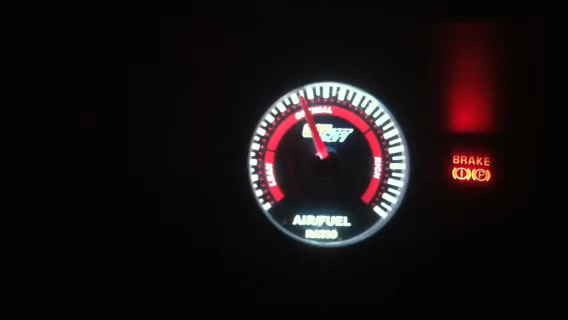 OPTIMAL
LEAN
RICH
AIR/FUEL
RATIO
BRAKE
(!) (P)